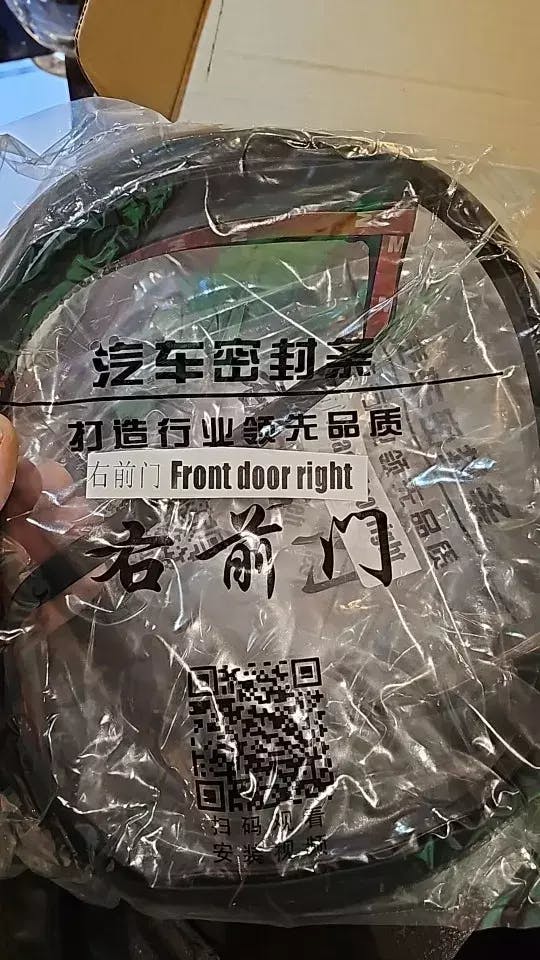 汽车密封条
打造行业领先品质
右前门 Front door right
右前门
扫码观看
安装视频